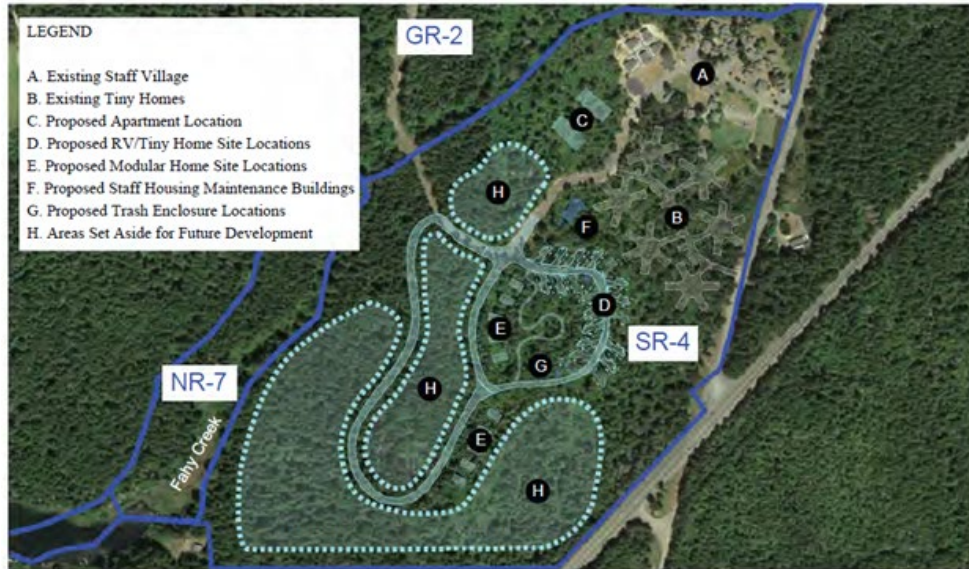 LEGEND
A. Existing Staff Village
B. Existing Tiny Homes
C. Proposed Apartment Location
D. Proposed RV/Tiny Home Site Locations
E. Proposed Modular Home Site Locations
F. Proposed Staff Housing Maintenance Buildings
G. Proposed Trash Enclosure Locations
H. Areas Set Aside for Future Development
GR-2
A
C
H
F
B
D
E
SR-4
G
NR-7
H
E
Fahy Creek
H